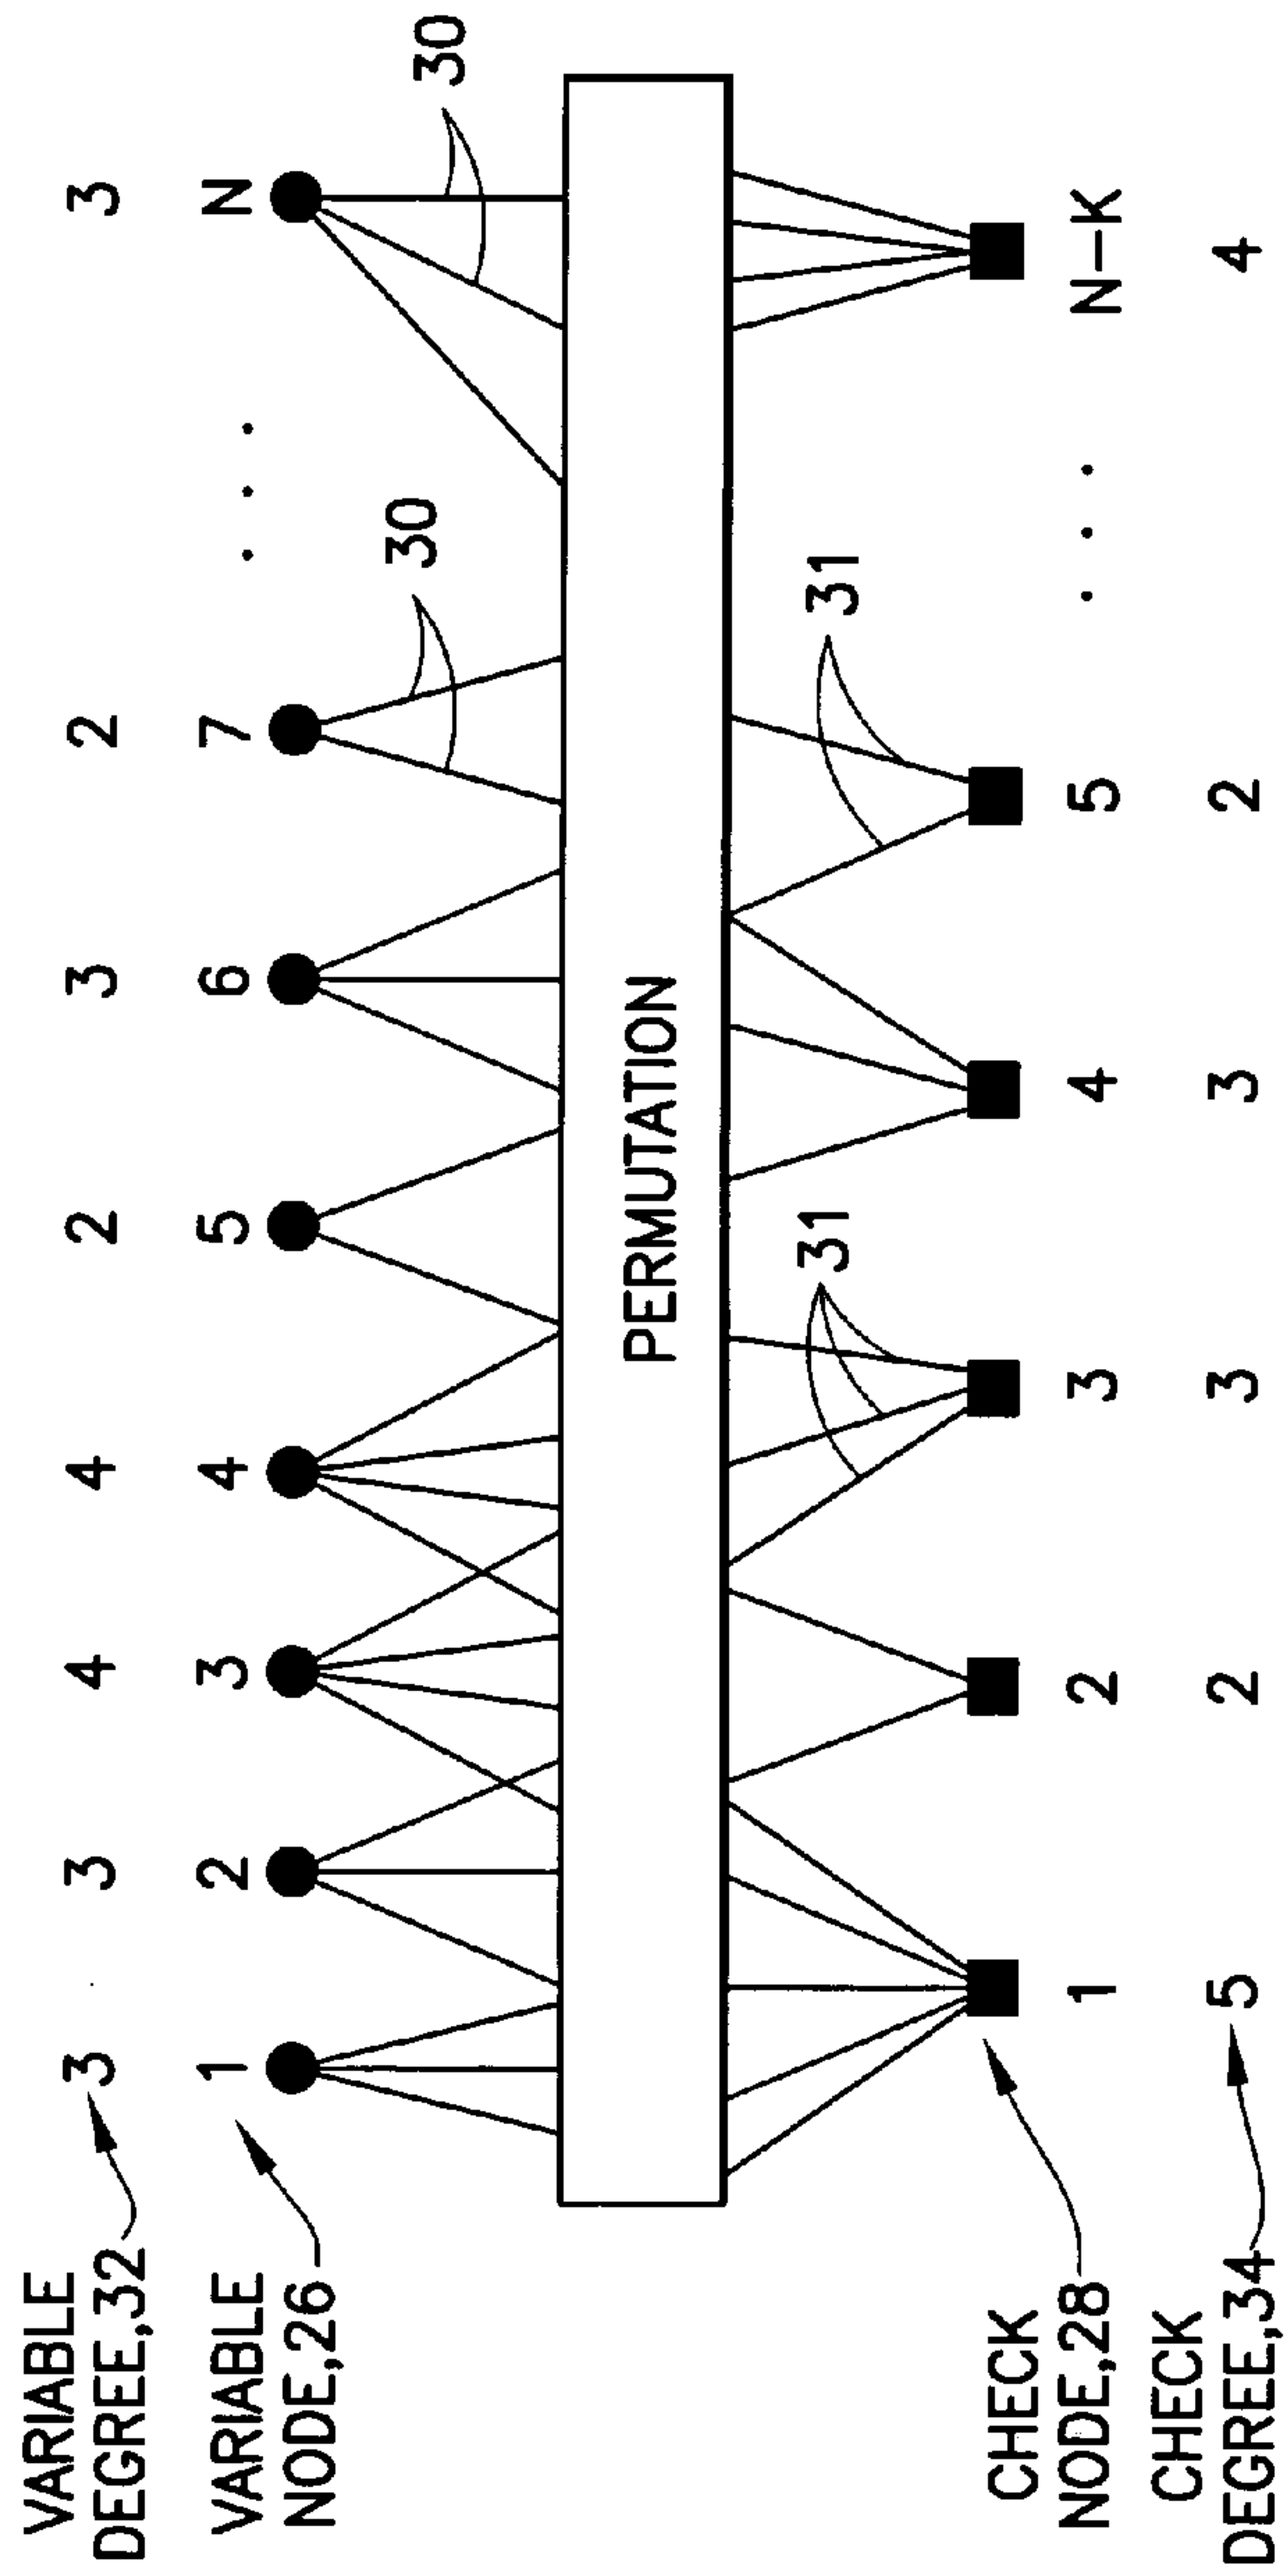 VARIABLE
DEGREE,32
3 3 4 4 2 3 2 3
VARIABLE
NODE,26
1 2 3 4 5 6 7 . . . N
30 30
PERMUTATION
31 31
CHECK
NODE,28
1 2 3 4 5 . . . N-K
CHECK
DEGREE,34
5 2 3 3 2 4